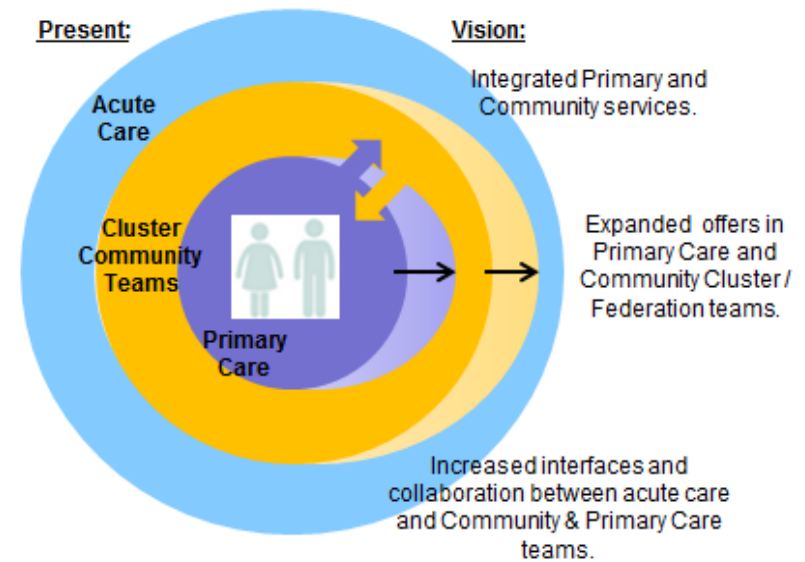 Present:
Vision:
Acute
Care
Cluster
Community
Teams
Primary
Care
Integrated Primary and
Community services.
Expanded offers in
Primary Care and
Community Cluster /
Federation teams.
Increased interfaces and
collaboration between acute care
and Community & Primary Care
teams.